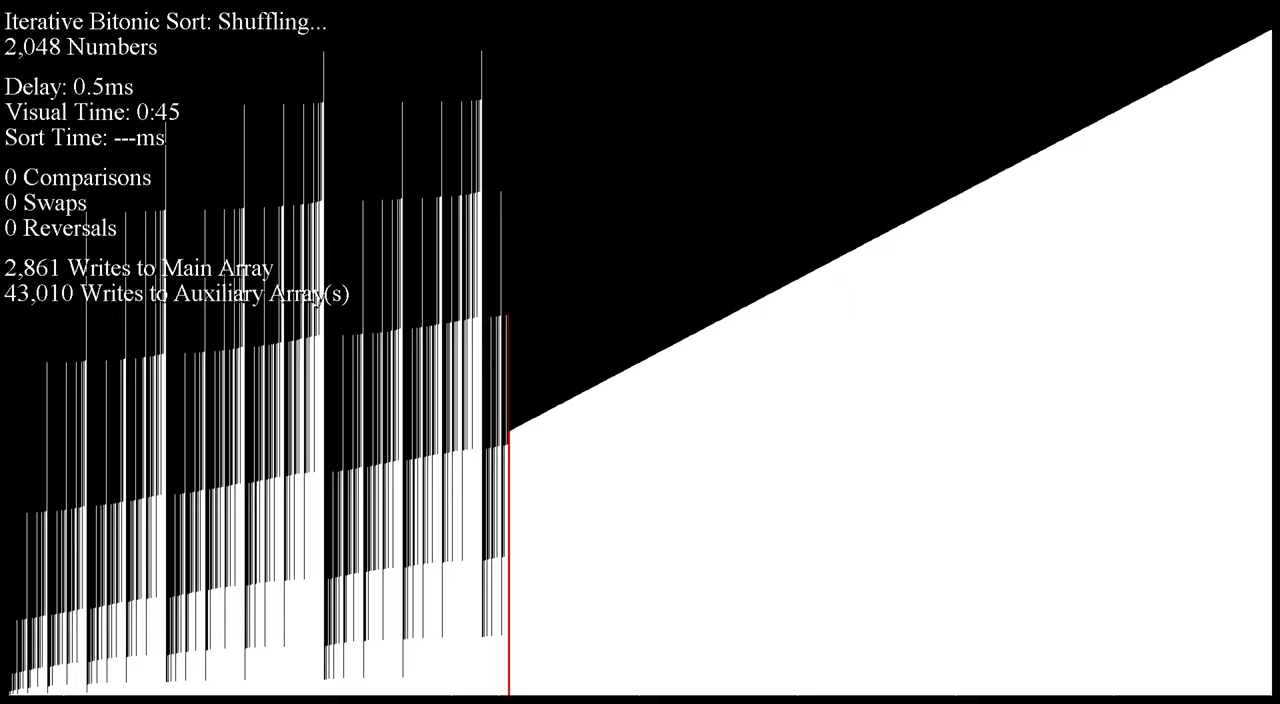 Iterative Bitonic Sort: Shuffling...
2,048 Numbers
Delay: 0.5ms
Visual Time: 0:45
Sort Time: ---ms
0 Comparisons
0 Swaps
0 Reversals
2,861 Writes to Main Array
43,010 Writes to Auxiliary Array(s)